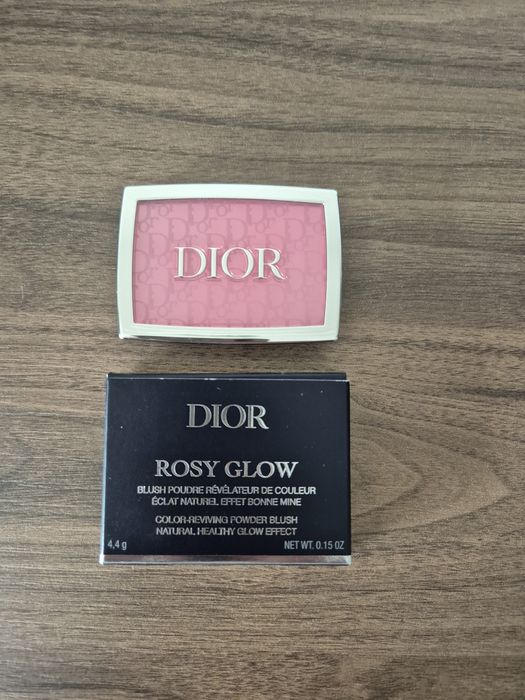 DIOR
DIOR
ROSY GLOW
BLUSH POUDRE RÉVÉLATEUR DE COULEUR
ÉCLAT NATUREL EFFET BONNE MINE
COLOR-REVIVING POWDER BLUSH
NATURAL HEALTHY GLOW EFFECT
4,4 g NET WT. 0.15 OZ